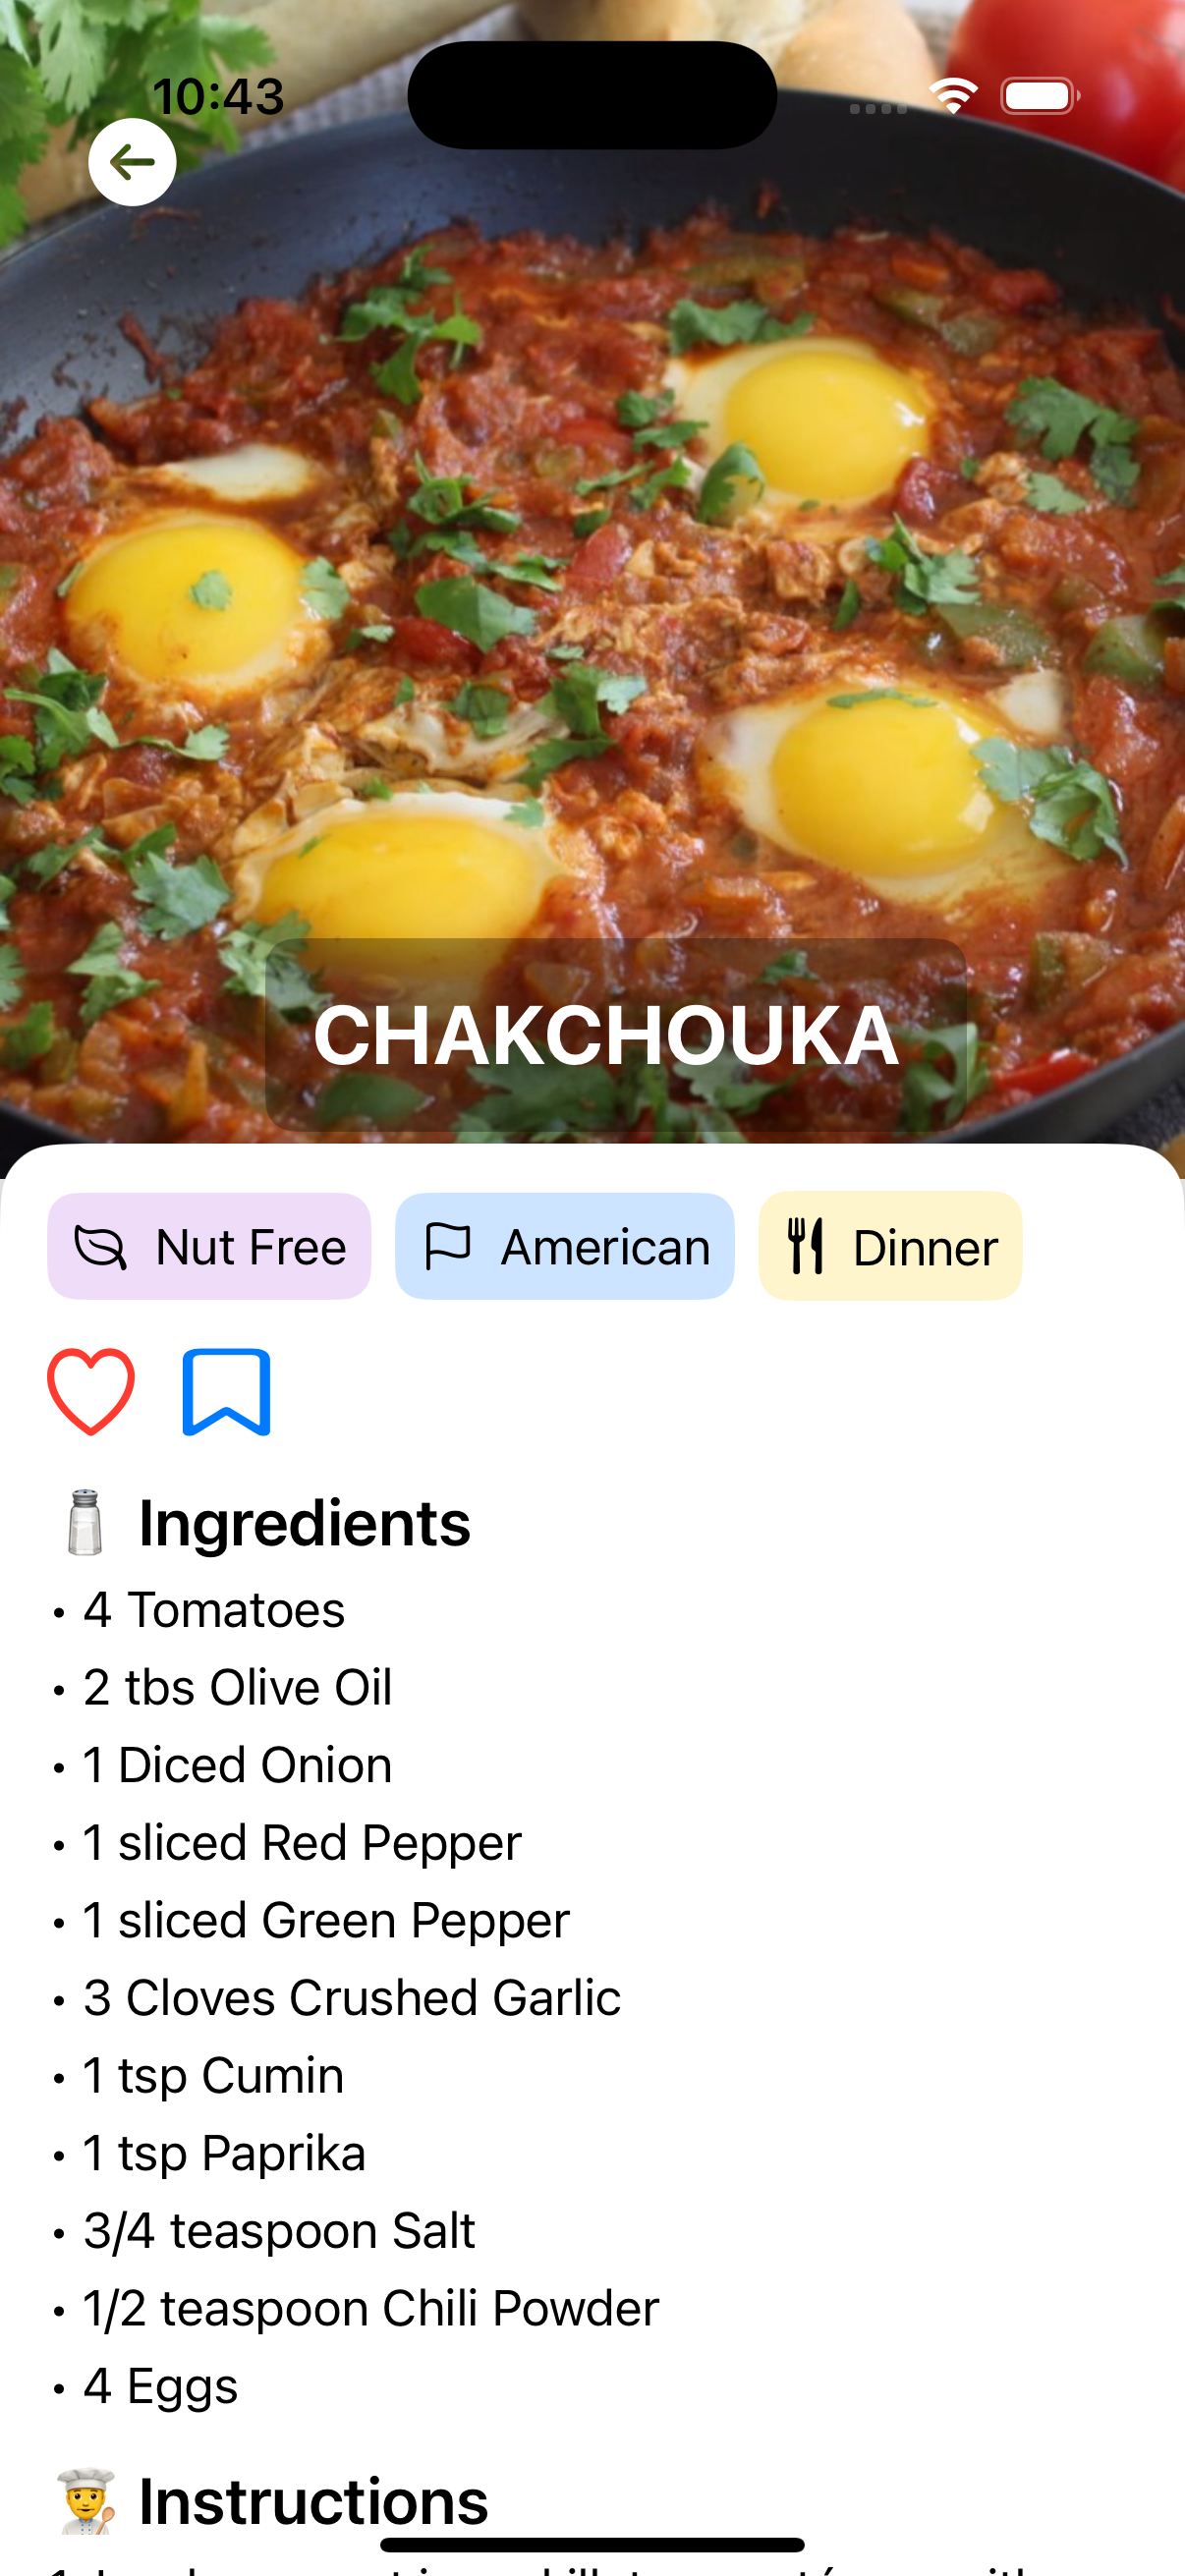 10:43
CHAKCHOUKA
Nut Free American Dinner
Ingredients
• 4 Tomatoes
• 2 tbs Olive Oil
• 1 Diced Onion
• 1 sliced Red Pepper
• 1 sliced Green Pepper
• 3 Cloves Crushed Garlic
• 1 tsp Cumin
• 1 tsp Paprika
• 3/4 teaspoon Salt
• 1/2 teaspoon Chili Powder
• 4 Eggs
Instructions